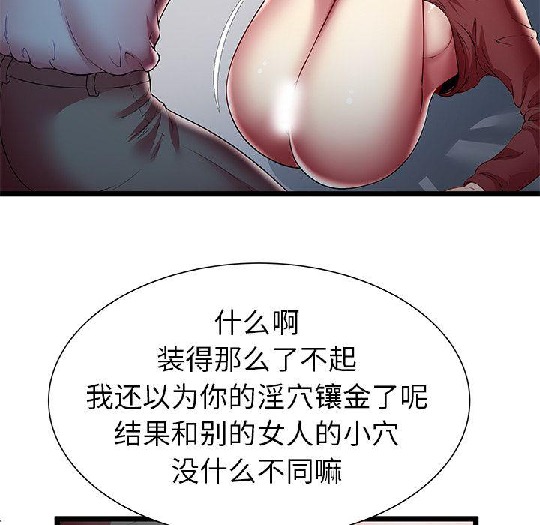 什么啊
装得那么了不起
我还以为你的淫穴镶金了呢
结果和别的女人的小穴
没什么不同嘛